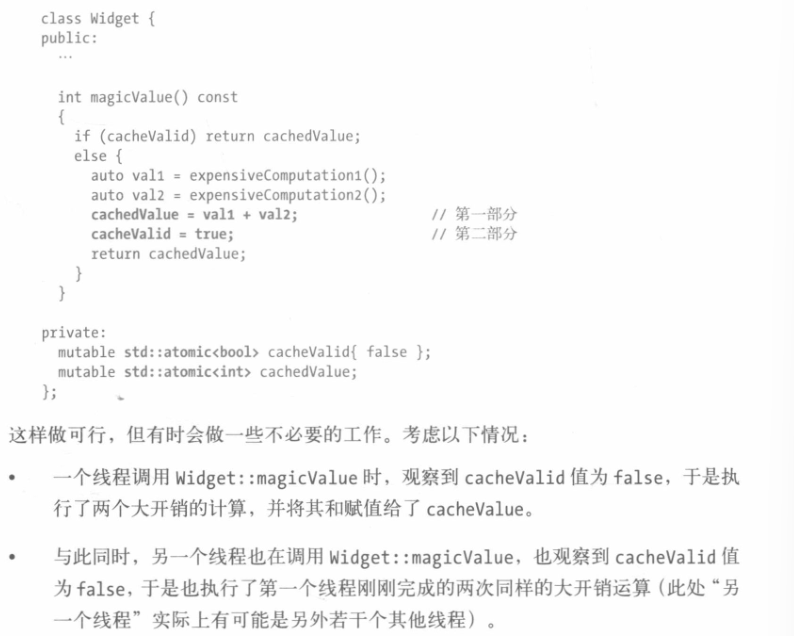 class Widget {
public:
…
int magicValue() const
{
if (cacheValid) return cachedValue;
else {
auto val1 = expensiveComputation1();
auto val2 = expensiveComputation2();
cachedValue = val1 + val2; // 第一部分
cacheValid = true; // 第二部分
return cachedValue;
}
}
private:
mutable std::atomic<bool> cacheValid{ false };
mutable std::atomic<int> cachedValue;
};
这样做可行，但有时会做一些不必要的工作。考虑以下情况：
• 一个线程调用 Widget::magicValue 时，观察到 cacheValid 值为 false，于是执
行了两个大开销的计算，并将其和赋值给了 cacheValue。
• 与此同时，另一个线程也在调用 Widget::magicValue，也观察到 cacheValid 值
为 false，于是也执行了第一个线程刚刚完成的两次同样的大开销运算（此处“另
一个线程”实际上有可能是另外若干个其他线程）。